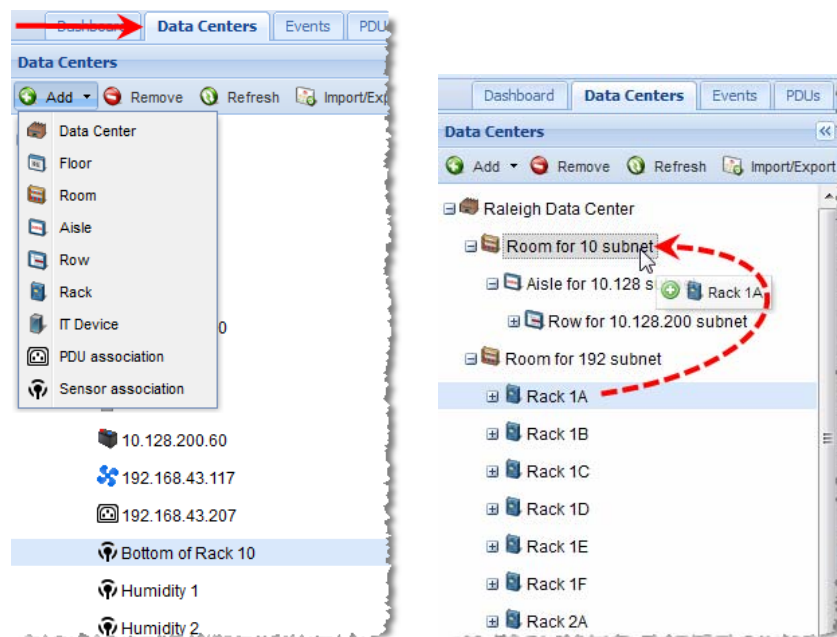 Dashboard Data Centers Events PDU
Data Centers
Add Remove Refresh Import/Exp
Data Center
Floor
Room
Aisle
Row
Rack
IT Device
0
PDU association
Sensor association
10.128.200.60
192.168.43.117
192.168.43.207
Bottom of Rack 10
Humidity 1
Humidity 2
Dashboard Data Centers Events PDUs
Data Centers
Add Remove Refresh Import/Export
Raleigh Data Center
Room for 10 subnet
Aisle for 10.128 s
Rack 1A
Row for 10.128.200 subnet
Room for 192 subnet
Rack 1A
Rack 1B
Rack 1C
Rack 1D
Rack 1E
Rack 1F
Rack 2A